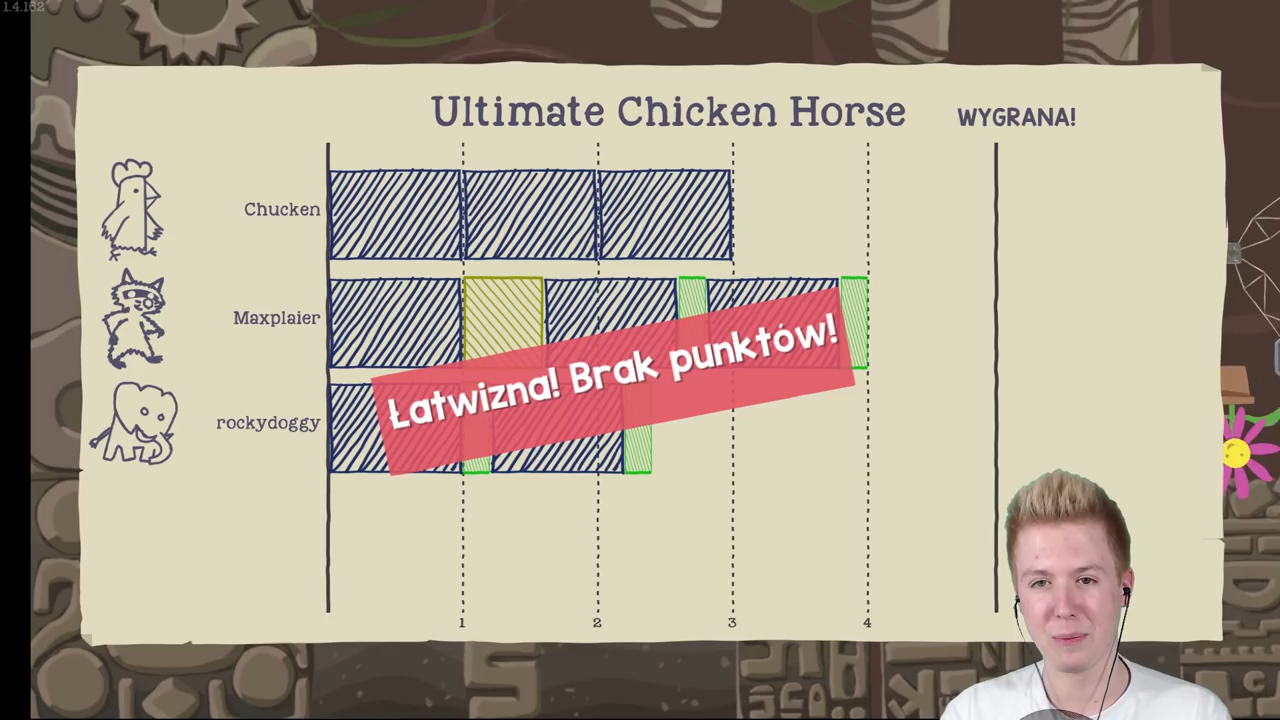 1.4.162
Ultimate Chicken Horse
WYGRANA!
Chucken
Maxplaier
Łatwizna! Brak punktów!
rockydoggy
1 2 3 4